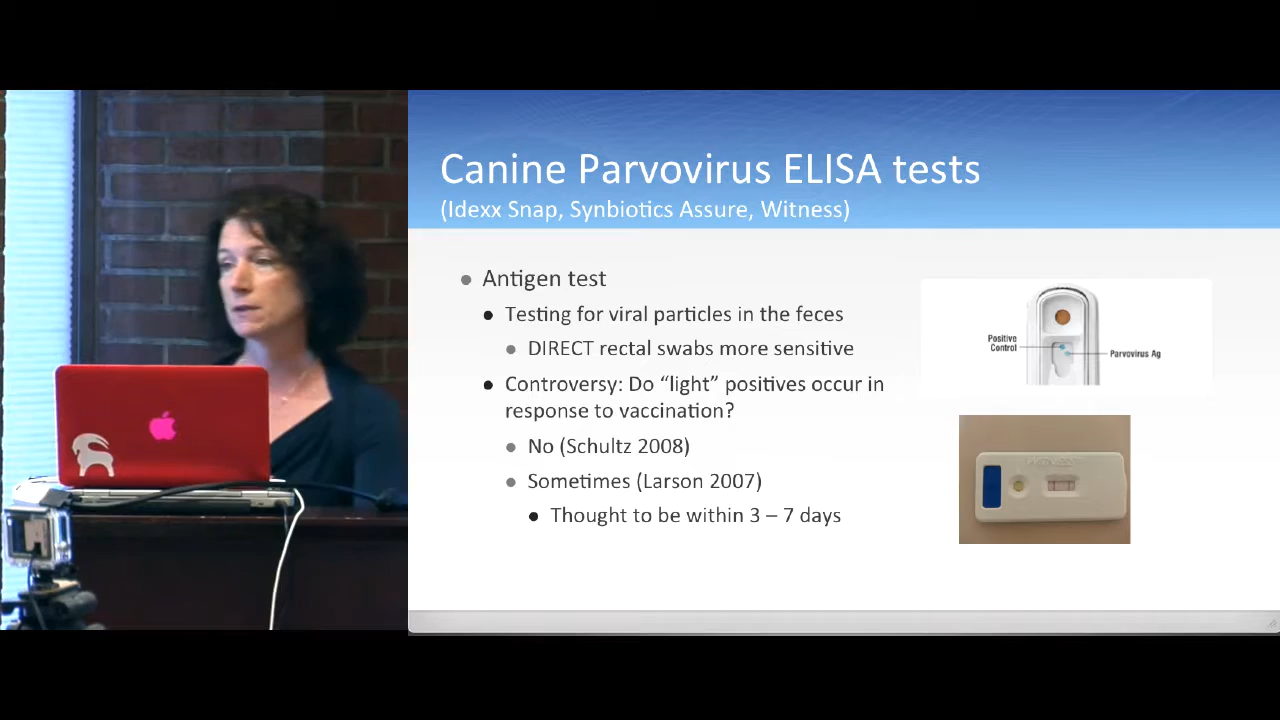 Canine Parvovirus ELISA tests
(Idexx Snap, Synbiotics Assure, Witness)
Antigen test
Testing for viral particles in the feces
DIRECT rectal swabs more sensitive
Controversy: Do “light” positives occur in
response to vaccination?
No (Schultz 2008)
Sometimes (Larson 2007)
Thought to be within 3 – 7 days
Positive
Control
Parvovirus Ag